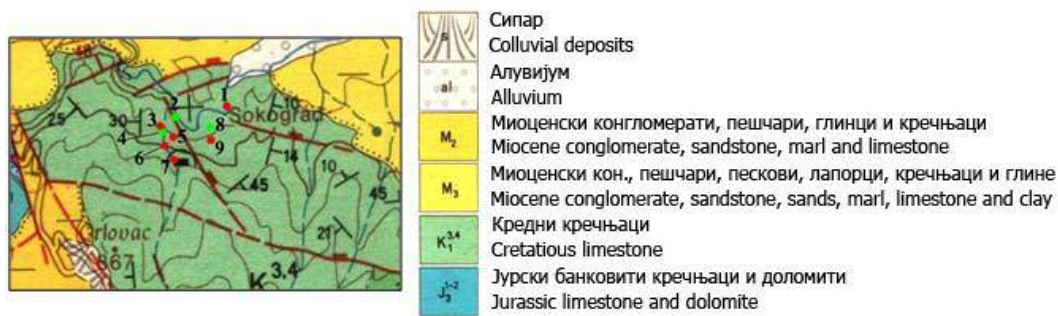 1
Sokograd
10
2
3
30
25
8
4
5
9
6
14
7
10
45
45
21
Orlovac
667
K 3,4
s
Сипар
Colluvial deposits
al
Алувијум
Alluvium
M2
Миоценски конгломерати, пешчари, глинци и кречњаци
Miocene conglomerate, sandstone, marl and limestone
M3
Миоценски кон., пешчари, пескови, лапорци, кречњаци и глине
Miocene conglomerate, sandstone, sands, marl, limestone and clay
K1 3,4
Кредни кречњаци
Cretatious limestone
J3 1-2
Јурски банковити кречњаци и доломити
Jurassic limestone and dolomite